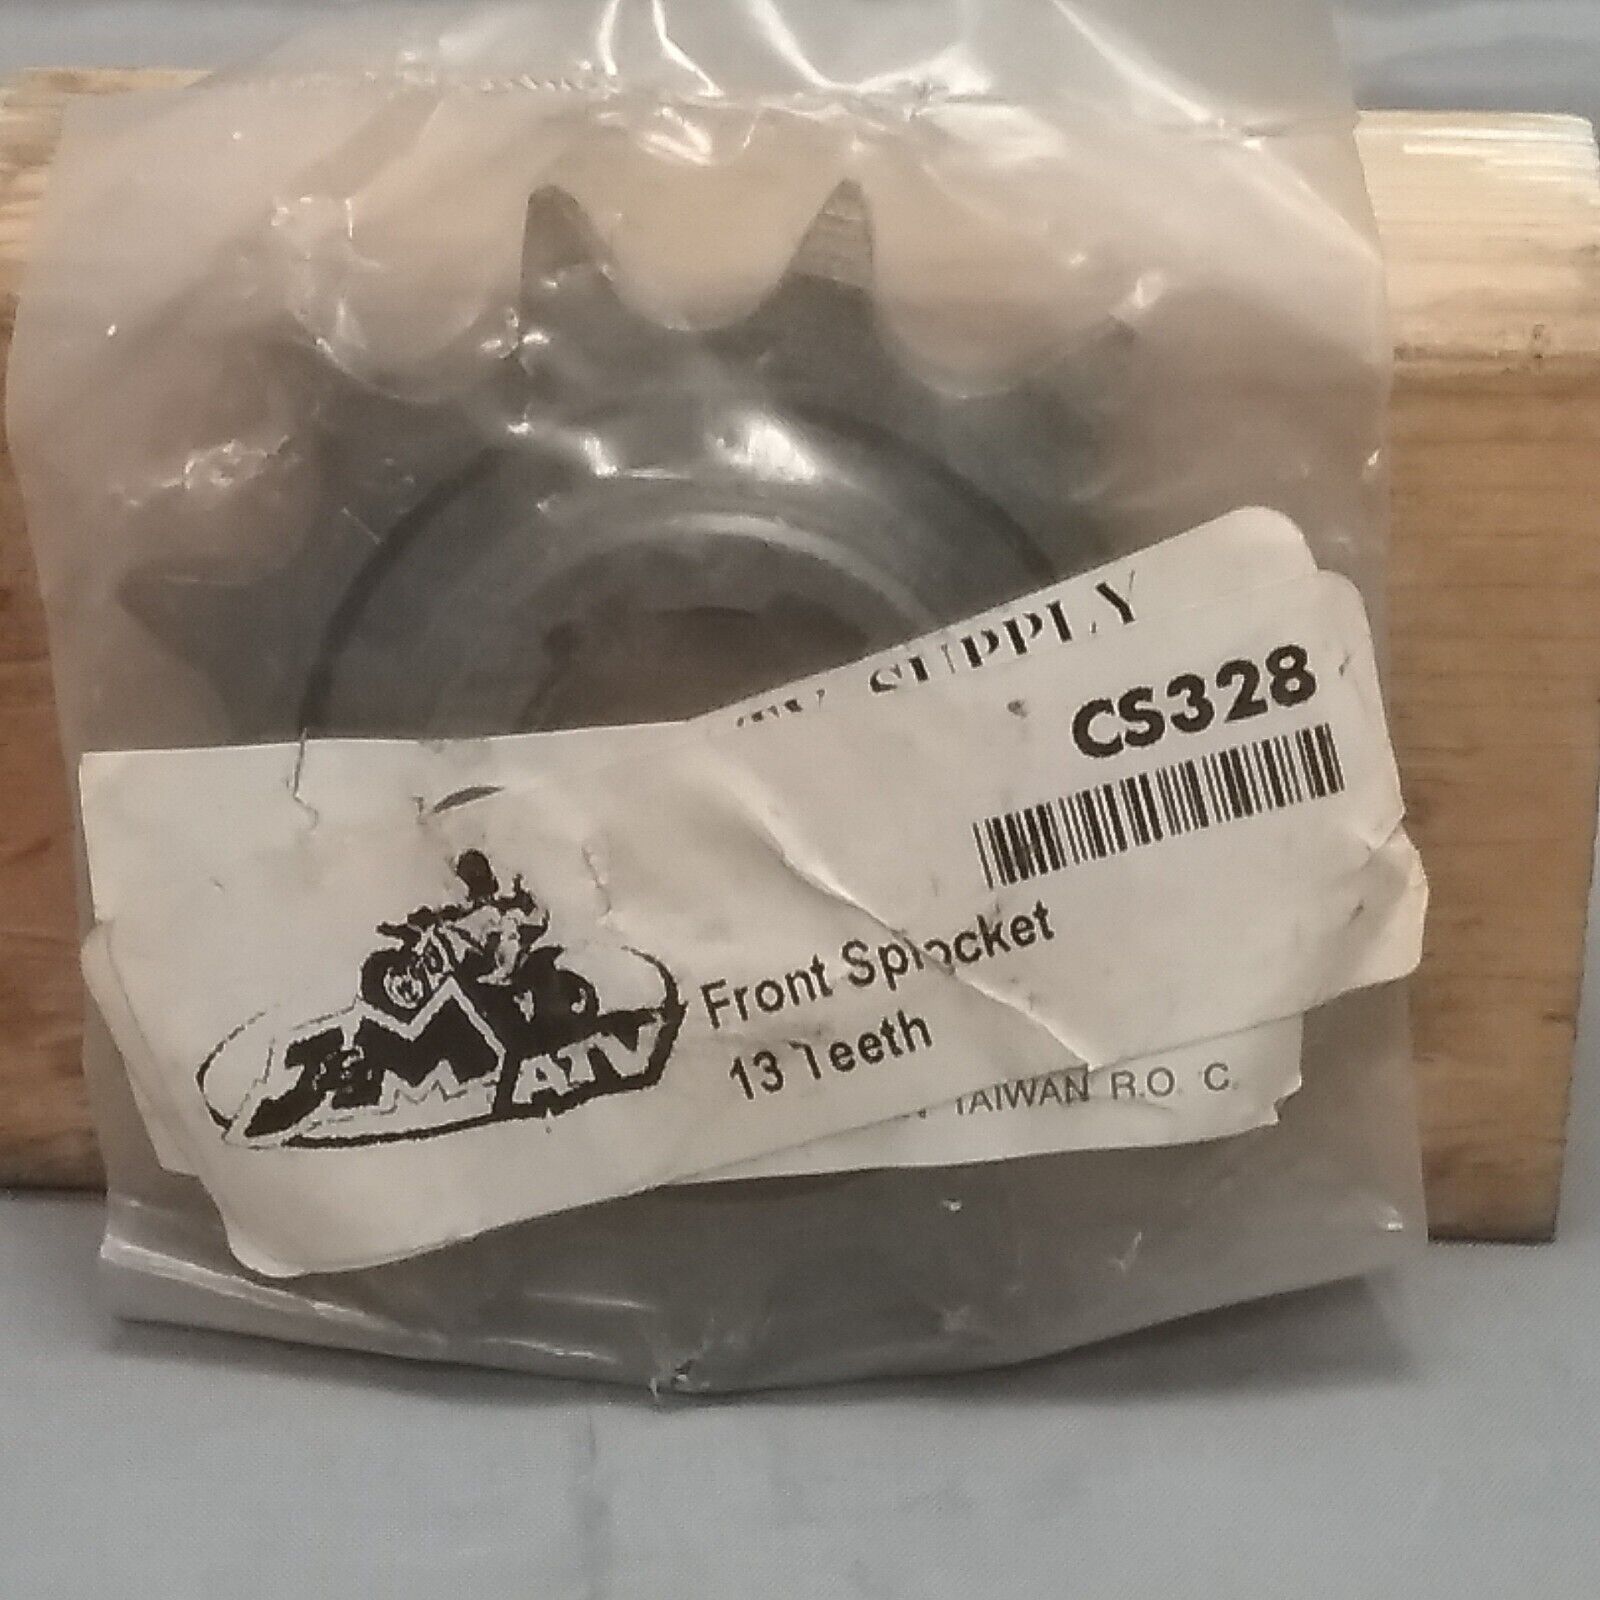 SUPPLY
CS328
J&M
ATV
Front Sprocket
13 Teeth
TAIWAN R.O.C.